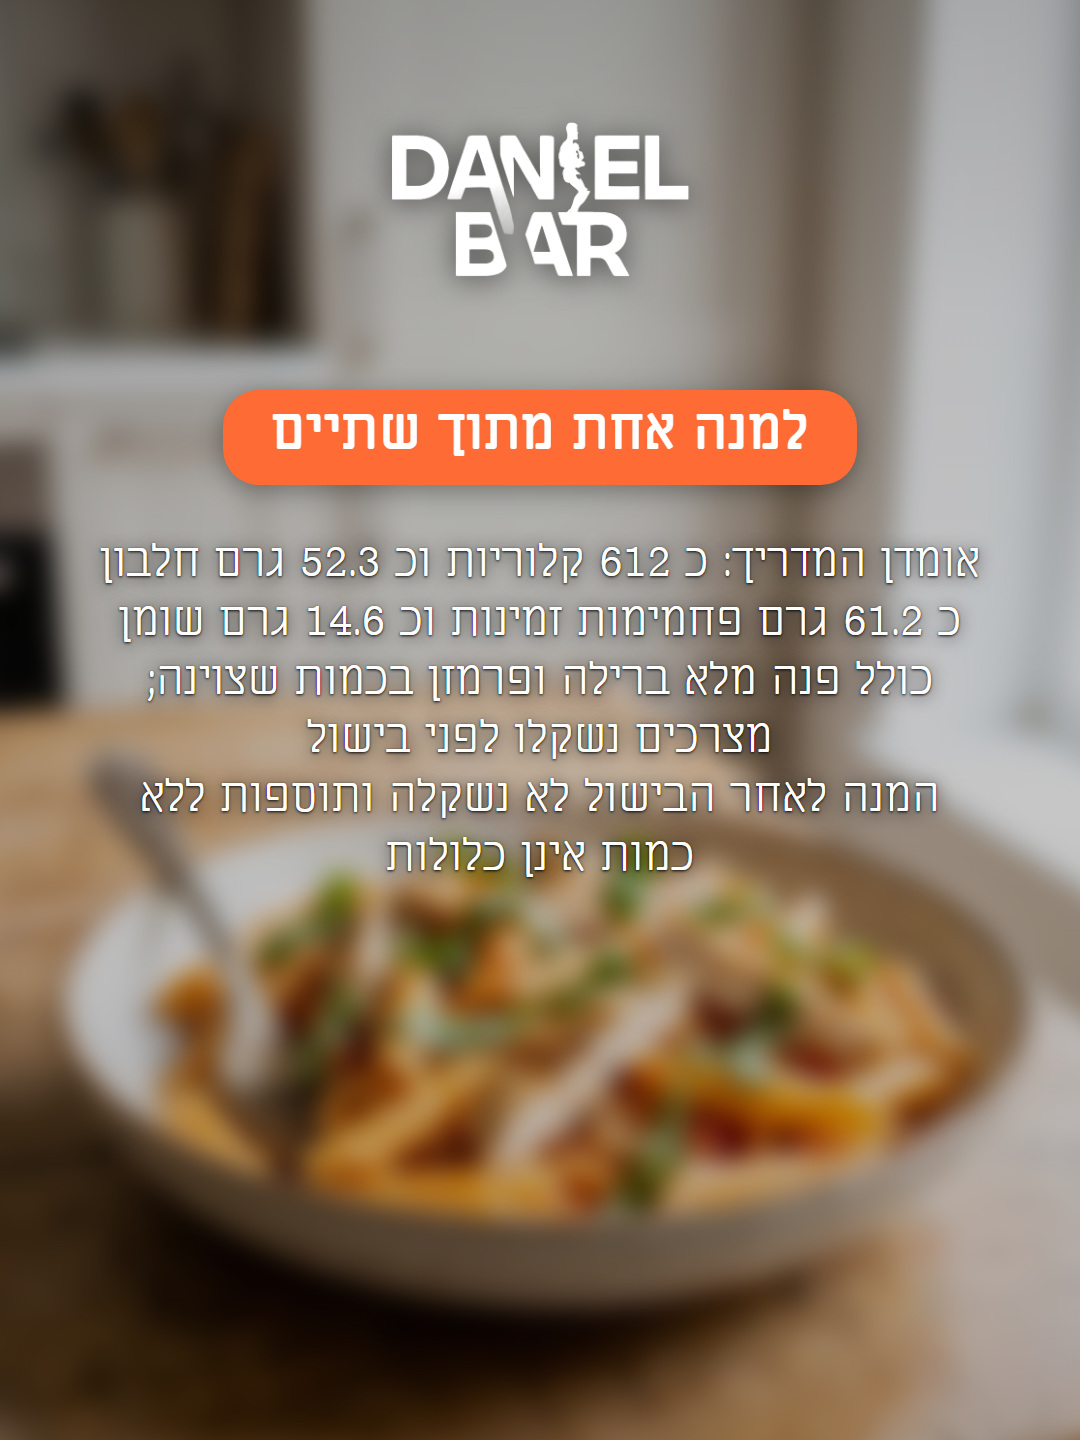 DANIEL
BAR
למנה אחת מתוך שתיים
אומדן המדריך: כ 612 קלוריות וכ 52.3 גרם חלבון
כ 61.2 גרם פחמימות זמינות וכ 14.6 גרם שומן
כולל פנה מלא ברילה ופרמזן בכמות שצוינה;
מצרכים נשקלו לפני בישול
המנה לאחר הבישול לא נשקלה ותוספות ללא
כמות אינן כלולות